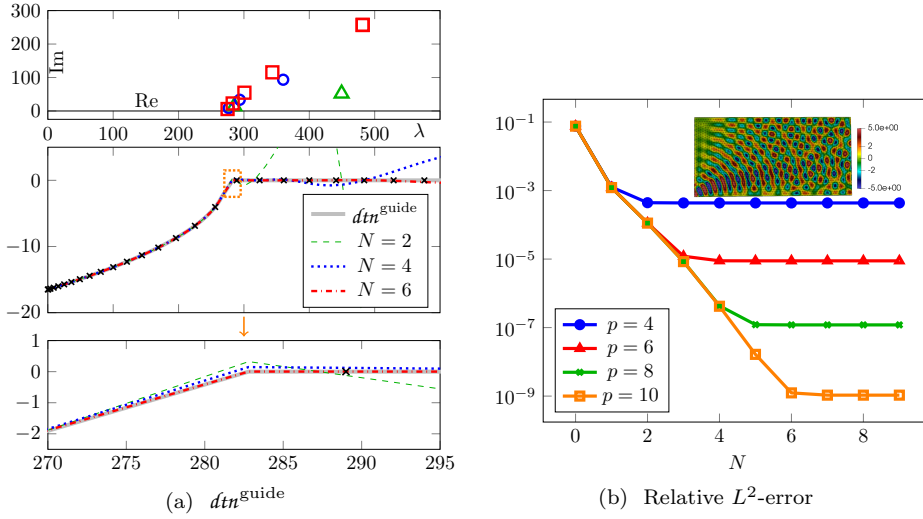 300
200
100
0
Im
Re
0 100 200 300 400 500 λ
0
−10
−20
dtn^guide
N = 2
N = 4
N = 6
1
0
−1
−2
270 275 280 285 290 295
(a) dtn^guide
10^−1
10^−3
10^−5
10^−7
10^−9
5.0e+00
2
0
−2
−5.0e+00
p = 4
p = 6
p = 8
p = 10
0 2 4 6 8
N
(b) Relative L^2-error